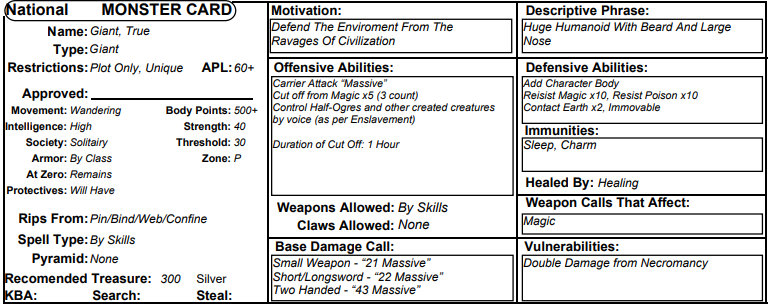 National MONSTER CARD
Name: Giant, True
Type: Giant
Restrictions: Plot Only, Unique APL: 60+
Approved:
Movement: Wandering Body Points: 500+
Intelligence: High Strength: 40
Society: Solitairy Threshold: 30
Armor: By Class Zone: P
At Zero: Remains
Protectives: Will Have
Rips From: Pin/Bind/Web/Confine
Spell Type: By Skills
Pyramid: None
Recomended Treasure: 300 Silver
KBA: Search: Steal:
Motivation:
Defend The Enviroment From The
Ravages Of Civilization
Offensive Abilities:
Carrier Attack “Massive”
Cut off from Magic x5 (3 count)
Control Half-Ogres and other created creatures
by voice (as per Enslavement)
Duration of Cut Off: 1 Hour
Weapons Allowed: By Skills
Claws Allowed: None
Base Damage Call:
Small Weapon - “21 Massive”
Short/Longsword - “22 Massive”
Two Handed - “43 Massive”
Descriptive Phrase:
Huge Humanoid With Beard And Large
Nose
Defensive Abilities:
Add Character Body
Reisist Magic x10, Resist Poison x10
Contact Earth x2, Immovable
Immunities:
Sleep, Charm
Healed By: Healing
Weapon Calls That Affect:
Magic
Vulnerabilities:
Double Damage from Necromancy